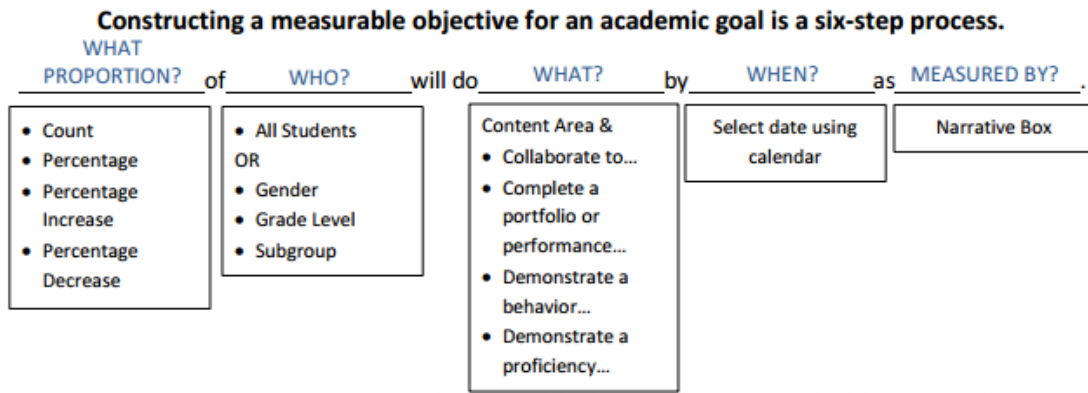 Constructing a measurable objective for an academic goal is a six-step process.
WHAT
PROPORTION? of WHO? will do WHAT? by WHEN? as MEASURED BY? .
• Count
• Percentage
• Percentage
Increase
• Percentage
Decrease
• All Students
OR
• Gender
• Grade Level
• Subgroup
Content Area &
• Collaborate to…
• Complete a
portfolio or
performance…
• Demonstrate a
behavior…
• Demonstrate a
proficiency…
Select date using
calendar
Narrative Box